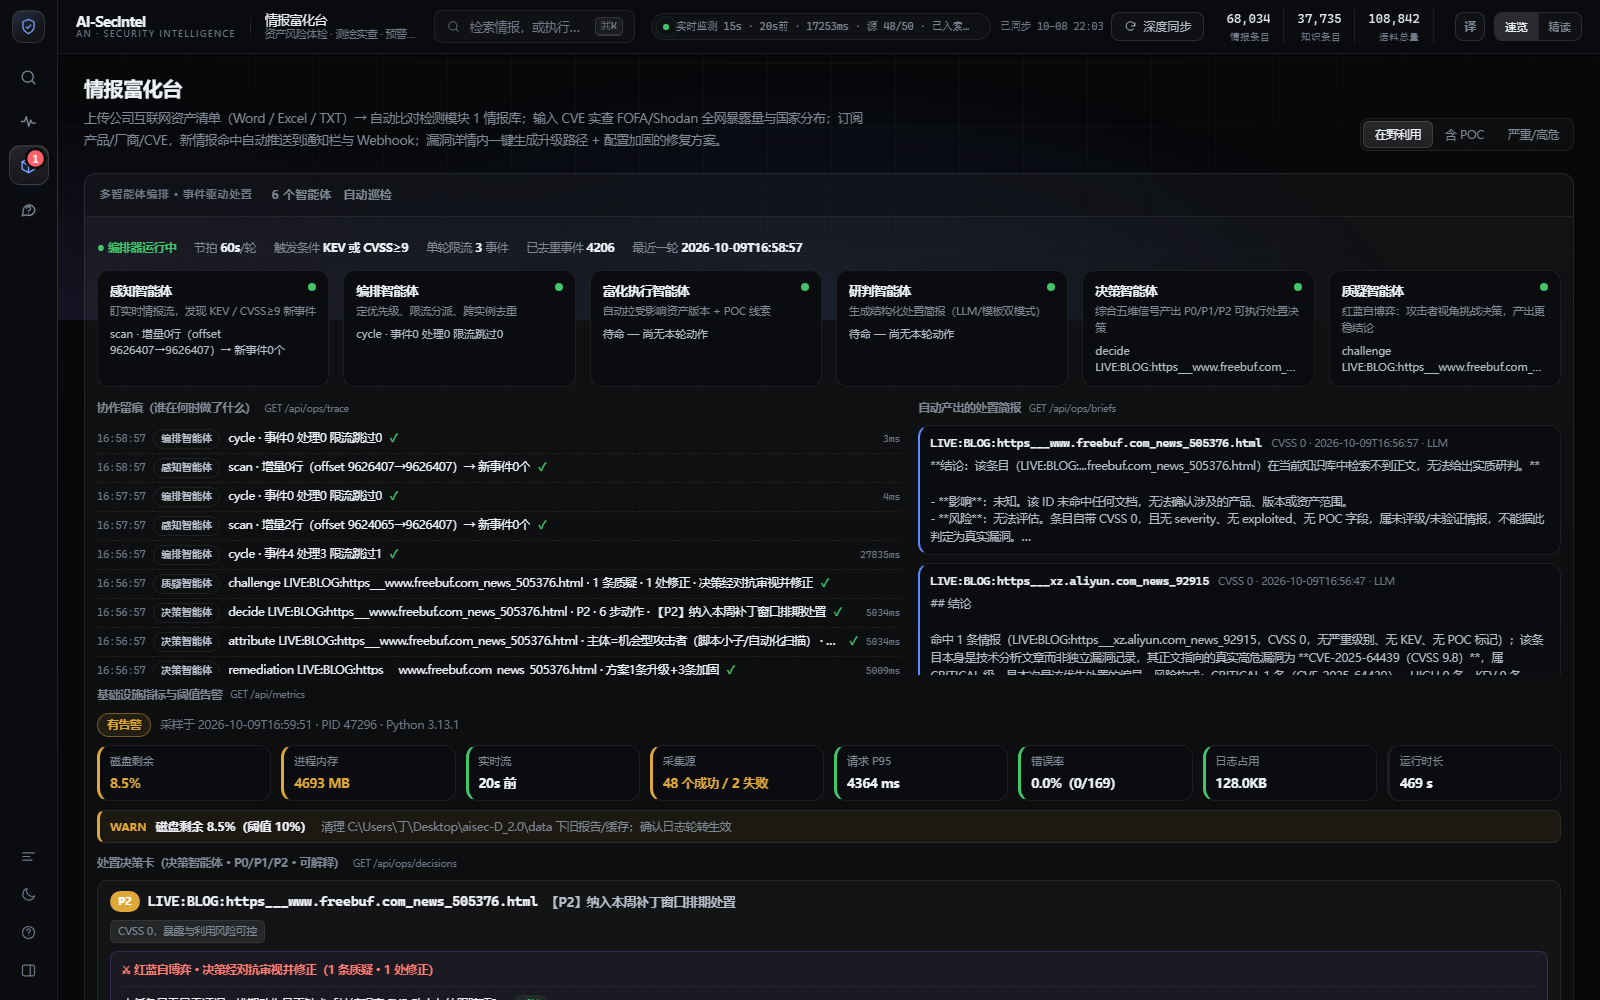 AI-SecIntel
AN · SECURITY INTELLIGENCE
情报富化台
资产风险体检 · 测绘实查 · 预警...
检索情报，或执行... ⌘K
实时监测 15s · 20s前 · 17253ms · 源 48/50 · 已入案…
已同步 10-08 22:03
深度同步
68,034
情报条目
37,735
知识条目
108,842
语料总量
译
速览 精读
1
情报富化台
上传公司互联网资产清单（Word / Excel / TXT）→ 自动比对检测模块 1 情报库；输入 CVE 实查 FOFA/Shodan 全网暴露量与国家分布；订阅
产品/厂商/CVE，新情报命中自动推送到通知栏与 Webhook；漏洞详情内一键生成升级路径 + 配置加固的修复方案。
在野利用 含 POC 严重/高危
多智能体编排 • 事件驱动处置 6 个智能体 自动巡检
编排器运行中 节拍 60s/轮 触发条件 KEV 或 CVSS≥9 单轮限流 3 事件 已去重事件 4206 最近一轮 2026-10-09T16:58:57
感知智能体
盯实时情报流，发现 KEV / CVSS≥9 新事件
scan · 增量0行（offset
9626407→9626407）→ 新事件0个
编排智能体
定优先级、限流分派、跨实例去重
cycle · 事件0 处理0 限流跳过0
富化执行智能体
自动拉受影响资产版本 + POC 线索
待命 — 尚无本轮动作
研判智能体
生成结构化处置简报（LLM/模板双模式）
待命 — 尚无本轮动作
决策智能体
综合五维信号产出 P0/P1/P2 可执行处置决
策
decide
LIVE:BLOG:https___www.freebuf.com_...
质疑智能体
红蓝自博弈：攻击者视角挑战决策，产出更
稳结论
challenge
LIVE:BLOG:https___www.freebuf.com_...
协作留痕（谁在何时做了什么） GET /api/ops/trace
16:58:57 编排智能体 cycle · 事件0 处理0 限流跳过0 ✓ 3ms
16:58:57 感知智能体 scan · 增量0行（offset 9626407→9626407）→ 新事件0个 ✓
16:57:57 编排智能体 cycle · 事件0 处理0 限流跳过0 ✓ 4ms
16:57:57 感知智能体 scan · 增量2行（offset 9624065→9626407）→ 新事件0个 ✓
16:56:57 编排智能体 cycle · 事件4 处理3 限流跳过1 ✓ 27835ms
16:56:57 质疑智能体 challenge LIVE:BLOG:https___www.freebuf.com_news_505376.html · 1 条质疑 · 1 处修正 · 决策经对抗审视并修正 ✓
16:56:57 决策智能体 decide LIVE:BLOG:https___www.freebuf.com_news_505376.html · P2 · 6 步动作 · 【P2】纳入本周补丁窗口排期处置 ✓ 5034ms
16:56:57 决策智能体 attribute LIVE:BLOG:https___www.freebuf.com_news_505376.html · 主体=机会型攻击者（脚本小子/自动化扫描） · ... ✓ 5034ms
16:56:57 决策智能体 remediation LIVE:BLOG:https___www.freebuf.com_news_505376.html · 方案1条升级+3条加固 ✓ 5009ms
自动产出的处置简报 GET /api/ops/briefs
LIVE:BLOG:https___www.freebuf.com_news_505376.html CVSS 0 · 2026-10-09T16:56:57 · LLM
**结论：该条目（LIVE:BLOG:...freebuf.com_news_505376.html）在当前知识库中检索不到正文，无法给出实质研判。**
- **影响**：未知。该 ID 未命中任何文档，无法确认涉及的产品、版本或资产范围。
- **风险**：无法评估。条目自带 CVSS 0，且无 severity、无 exploited、无 POC 字段，属未评级/未验证情报，不能据此
判定为真实漏洞。...
LIVE:BLOG:https___xz.aliyun.com_news_92915 CVSS 0 · 2026-10-09T16:56:47 · LLM
## 结论
命中 1 条情报（LIVE:BLOG:https___xz.aliyun.com_news_92915，CVSS 0，无严重级别、无 KEV、无 POC 标记）；该条
目本身是技术分析文章而非独立漏洞记录，其正文指向的真实高危漏洞为 **CVE-2025-64439（CVSS 9.8）**，属
基础设施指标与阈值告警 GET /api/metrics
有告警 采样于 2026-10-09T16:59:51 · PID 47296 · Python 3.13.1
磁盘剩余
8.5%
进程内存
4693 MB
实时流
20s 前
采集源
48 个成功 / 2 失败
请求 P95
4364 ms
错误率
0.0%（0/169)
日志占用
128.0KB
运行时长
469 s
WARN 磁盘剩余 8.5%（阈值 10%） 清理 C:\Users\丁\Desktop\aisec-D_2.0\data 下旧报告/缓存；确认日志轮转生效
处置决策卡（决策智能体 • P0/P1/P2 • 可解释） GET /api/ops/decisions
P2 LIVE:BLOG:https___www.freebuf.com_news_505376.html 【P2】纳入本周补丁窗口排期处置
CVSS 0，暴露与利用风险可控
⚔ 红蓝自博弈 • 决策经对抗审视并修正（1 条质疑 • 1 处修正）